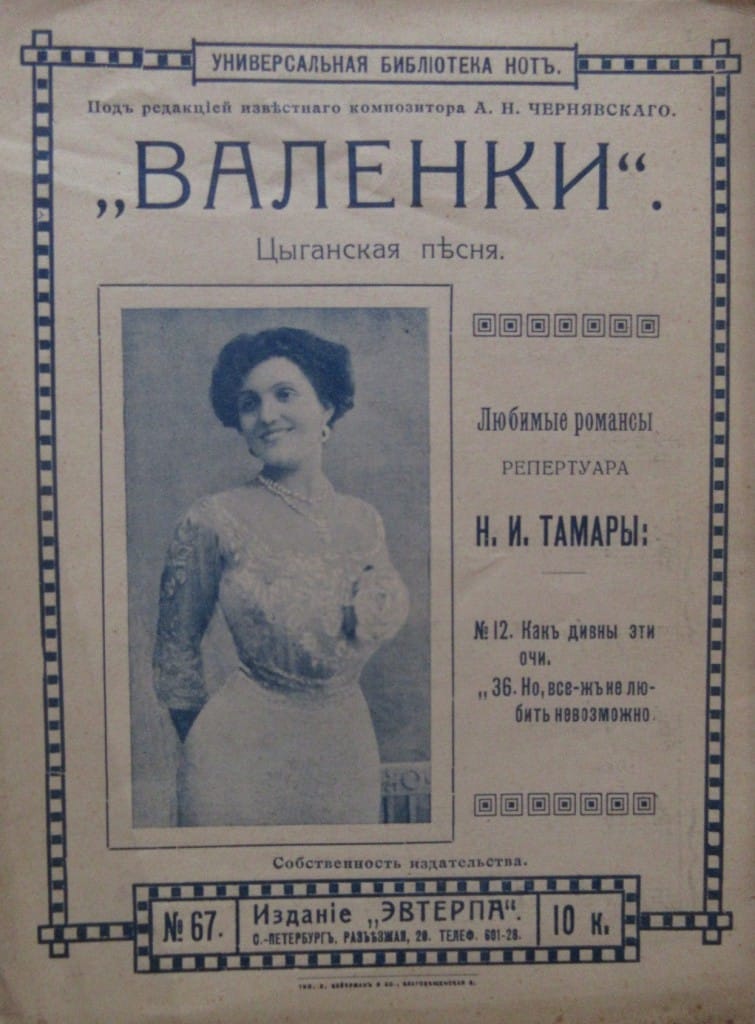 УНИВЕРСАЛЬНАЯ БИБЛІОТЕКА НОТЪ.
Подъ редакціей извѣстнаго композитора А. Н. ЧЕРНЯВСКАГО.
„ВАЛЕНКИ“.
Цыганская пѣсня.
Любимые романсы
РЕПЕРТУАРА
Н. И. ТАМАРЫ:
№ 12. Какъ дивны эти
очи.
„ 36. Но, все-жъ не лю-
бить невозможно.
Собственность издательства.
№ 67.
Изданіе „ЭВТЕРПА“.
С.-ПЕТЕРБУРГЪ, РАЗЪѢЗЖАЯ, 20. ТЕЛЕФ. 601-28.
10 к.